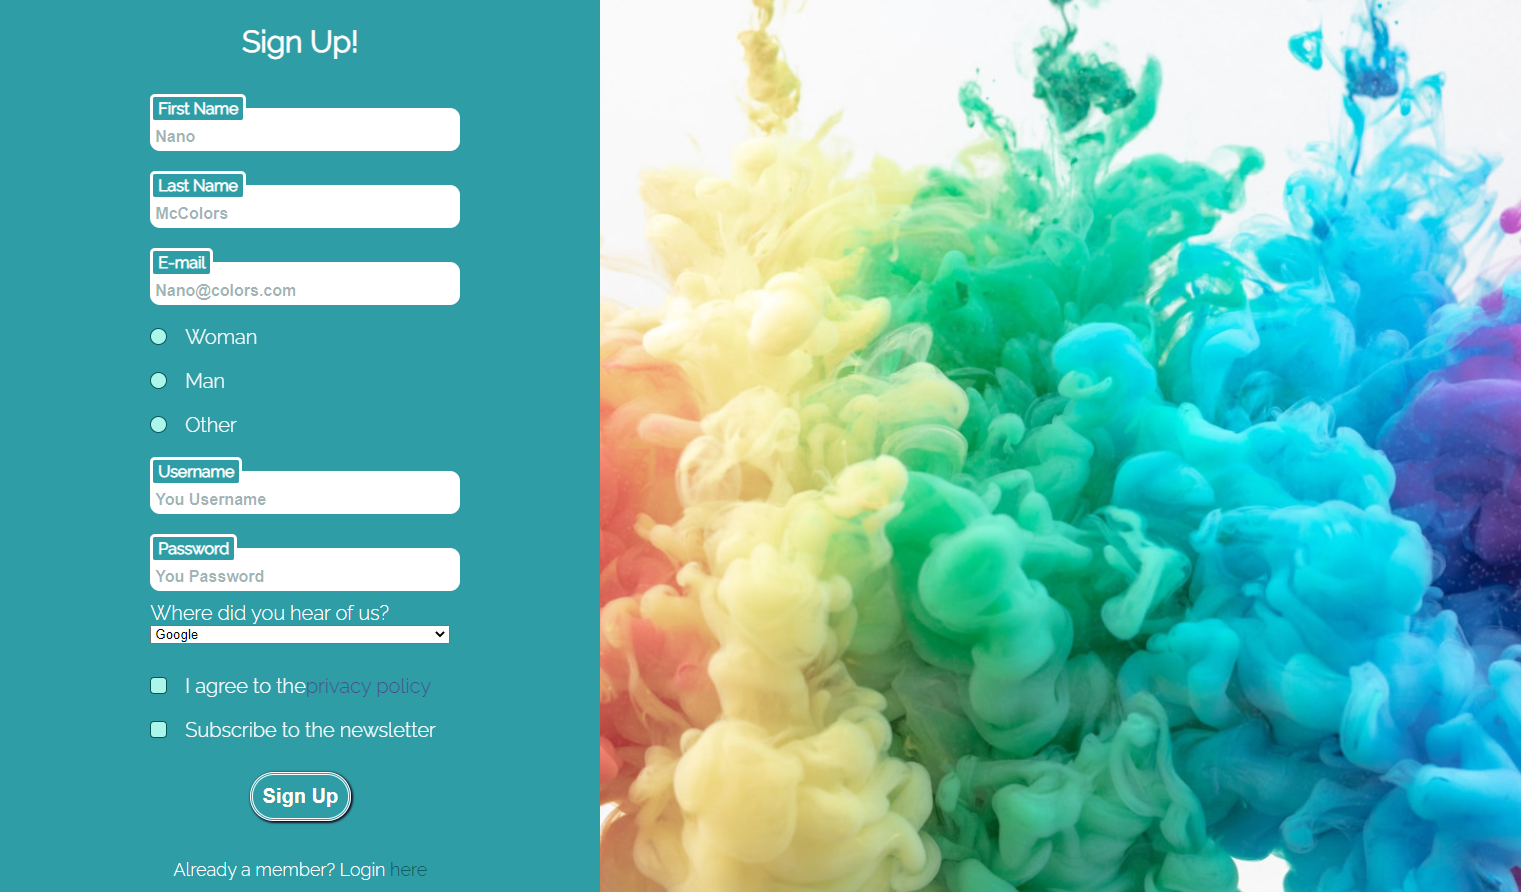 Sign Up!
First Name
Nano
Last Name
McColors
E-mail
Nano@colors.com
Woman
Man
Other
Username
You Username
Password
You Password
Where did you hear of us?
Google
I agree to theprivacy policy
Subscribe to the newsletter
Sign Up
Already a member? Login here